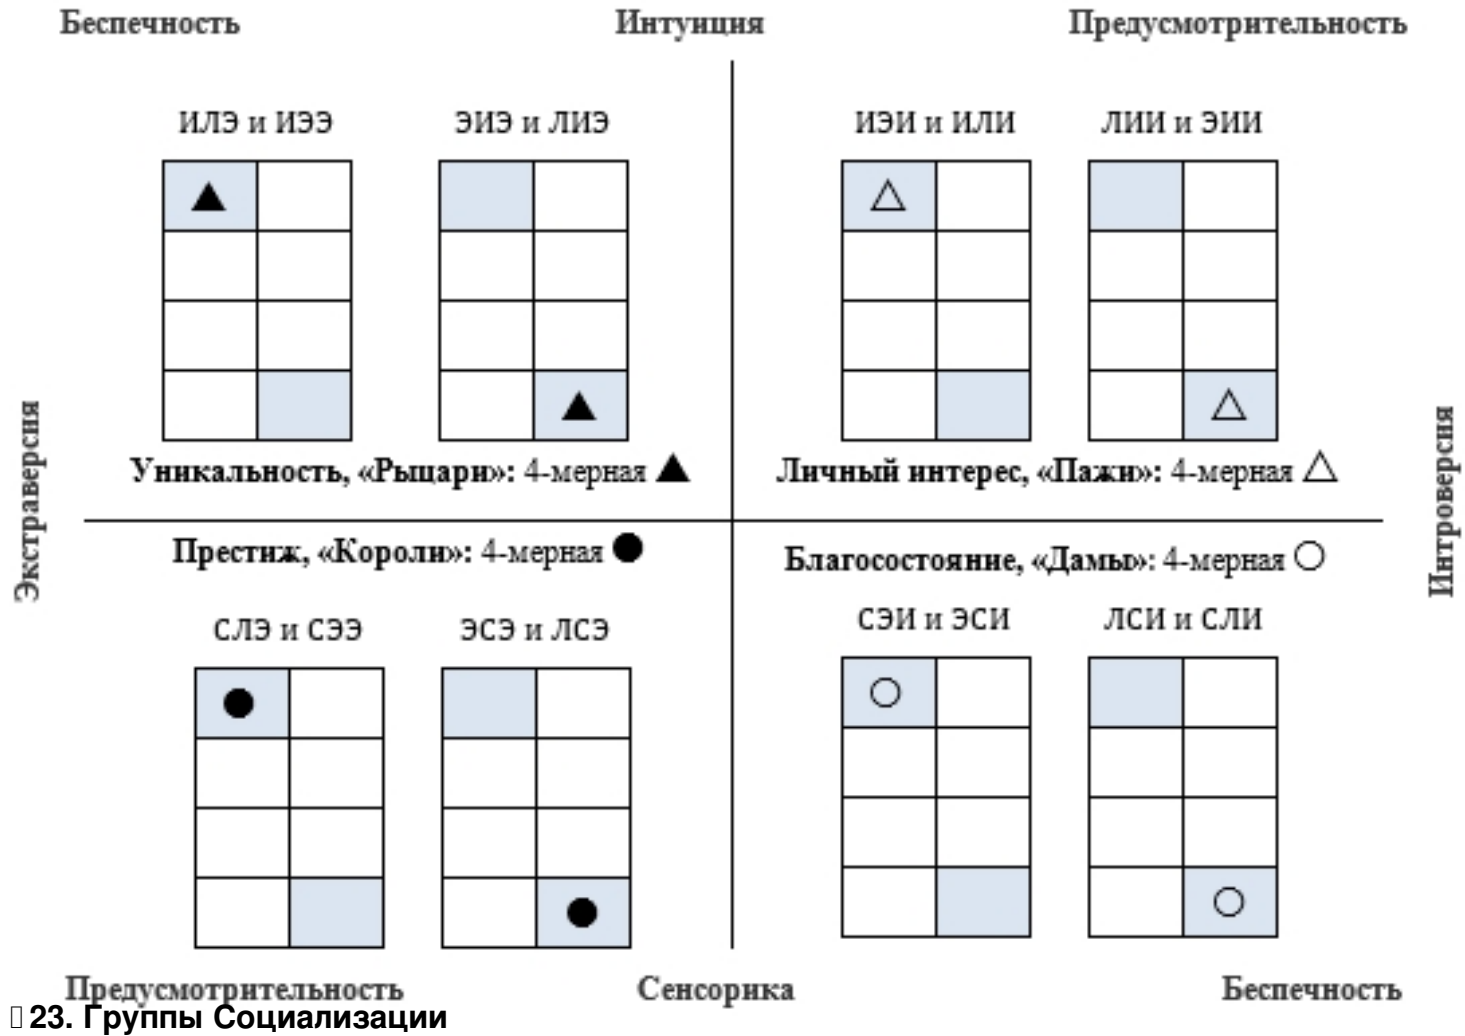 Беспечность Интуиция Предусмотрительность
ИЛЭ и ИЭЭ ЭИЭ и ЛИЭ ИЭИ и ИЛИ ЛИИ и ЭИИ
Уникальность, «Рыцари»: 4-мерная ▲ Личный интерес, «Пажи»: 4-мерная △
Экстраверсия
Интроверсия
Престиж, «Короли»: 4-мерная ● Благосостояние, «Дамы»: 4-мерная ○
СЛЭ и СЭЭ ЭСЭ и ЛСЭ СЭИ и ЭСИ ЛСИ и СЛИ
Предусмотрительность Сенсорика Беспечность
23. Группы Социализации